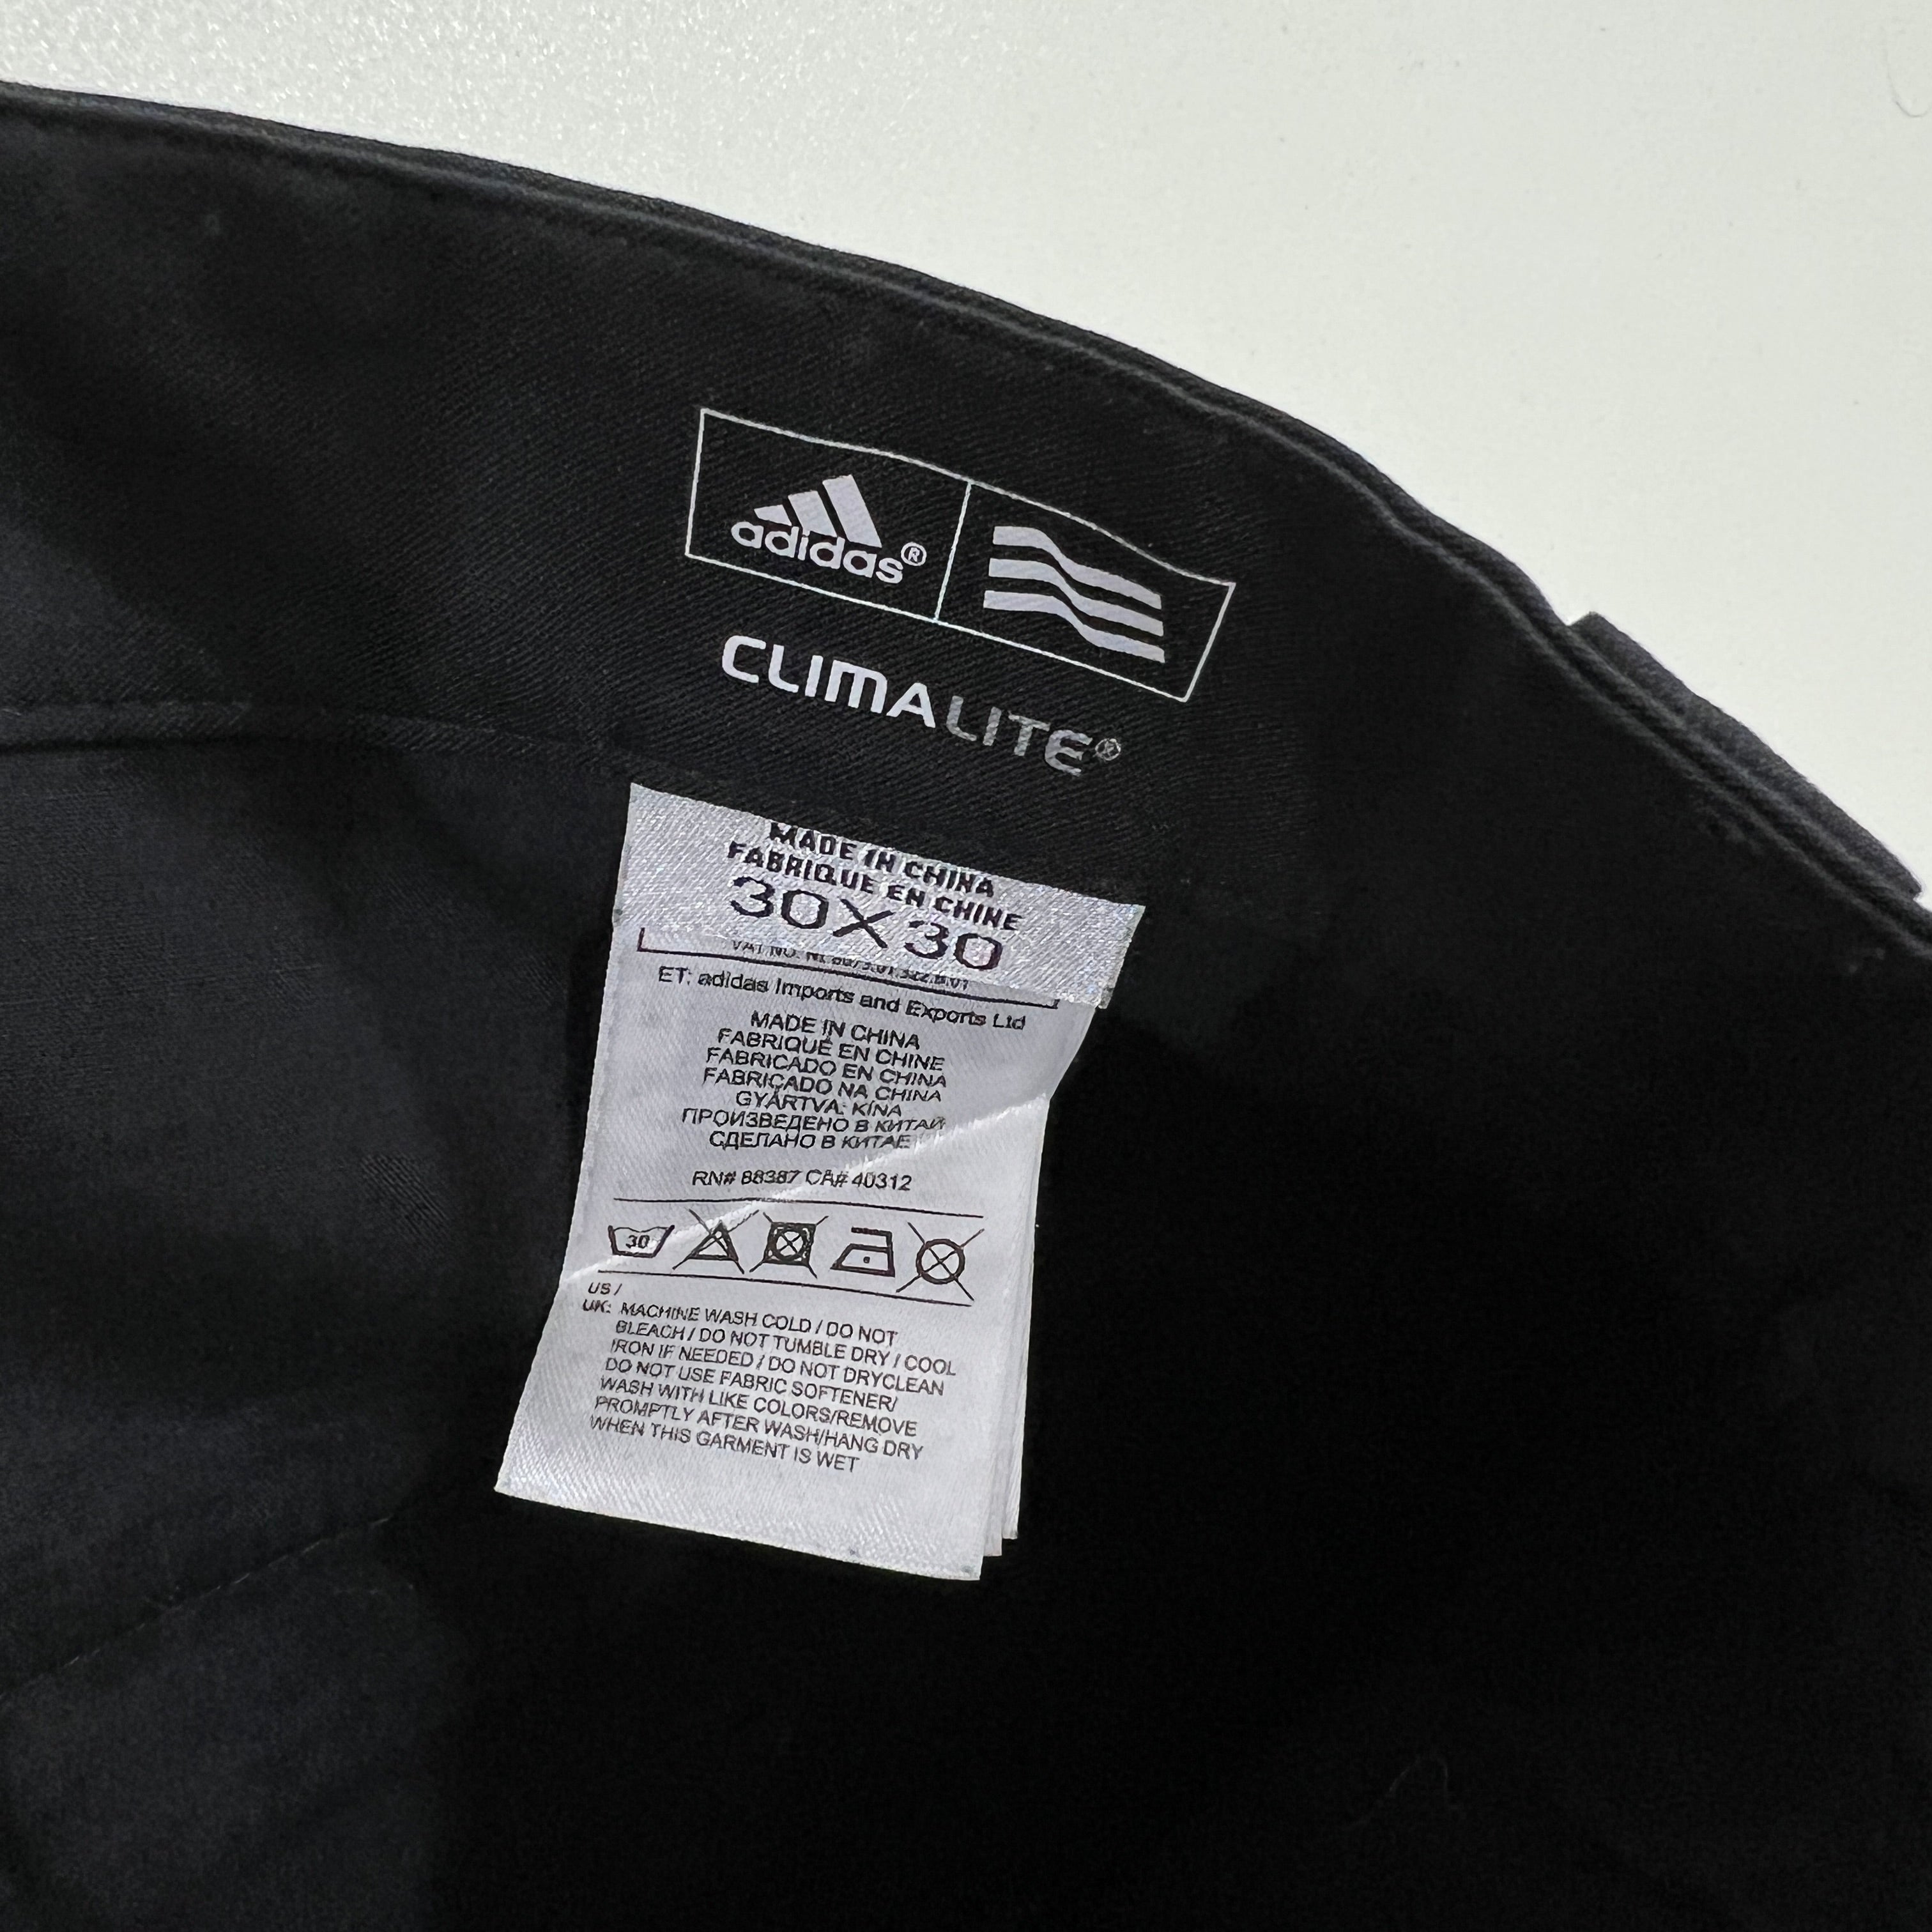 adidas®
CLIMALITE®
MADE IN CHINA
FABRIQUE EN CHINE
30X30
VAT NO: NL
ET: adidas Imports and Exports Ltd
MADE IN CHINA
FABRIQUÉ EN CHINE
FABRICADO EN CHINA
FABRICADO NA CHINA
GYÁRTVA: KÍNA
ПРОИЗВЕДЕНО В КИТАЙ
СДЕЛАНО В КИТАЕ
RN# 88387 CA# 40312
30
US /
UK: MACHINE WASH COLD / DO NOT
BLEACH / DO NOT TUMBLE DRY / COOL
IRON IF NEEDED / DO NOT DRYCLEAN
DO NOT USE FABRIC SOFTENER/
WASH WITH LIKE COLORS/REMOVE
PROMPTLY AFTER WASH/HANG DRY
WHEN THIS GARMENT IS WET